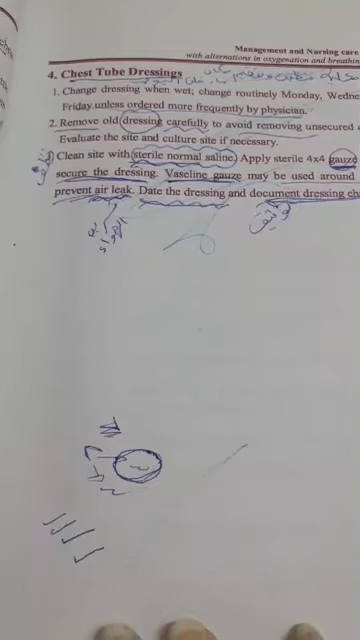 Management and Nursing care
with alternations in oxygenation and breathin
4. Chest Tube Dressings
1. Change dressing when wet; change routinely Monday, Wedne
Friday unless ordered more frequently by physician.
2. Remove old dressing carefully to avoid removing unsecured
Evaluate the site and culture site if necessary.
Clean site with sterile normal saline. Apply sterile 4x4 gauze
secure the dressing. Vaseline gauze may be used around
prevent air leak. Date the dressing and document dressing cha